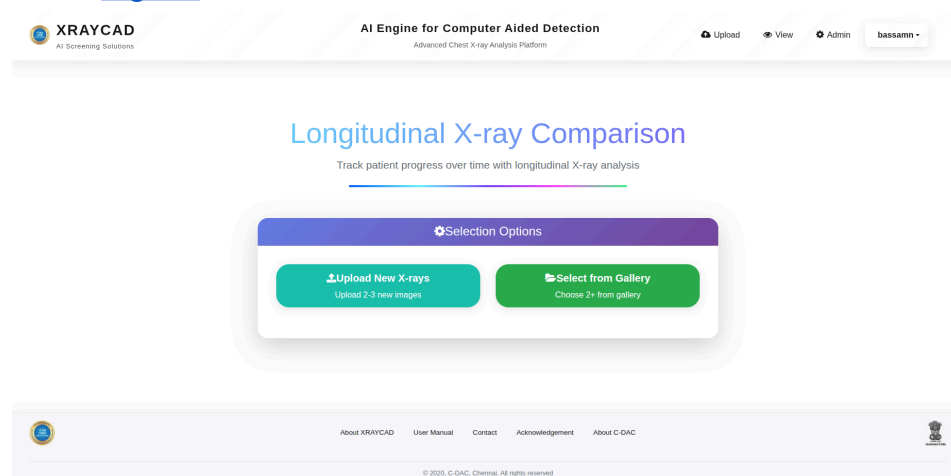 XRAYCAD
AI Screening Solutions
AI Engine for Computer Aided Detection
Advanced Chest X-ray Analysis Platform
Upload
View
Admin
bassamn
Longitudinal X-ray Comparison
Track patient progress over time with longitudinal X-ray analysis
Selection Options
Upload New X-rays
Upload 2-3 new images
Select from Gallery
Choose 2+ from gallery
About XRAYCAD User Manual Contact Acknowledgement About C-DAC
© 2020, C-DAC, Chennai. All rights reserved